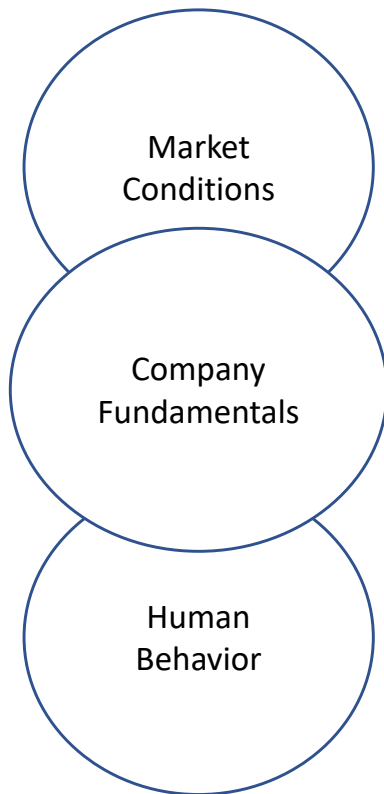 Market
Conditions
Company
Fundamentals
Human
Behavior